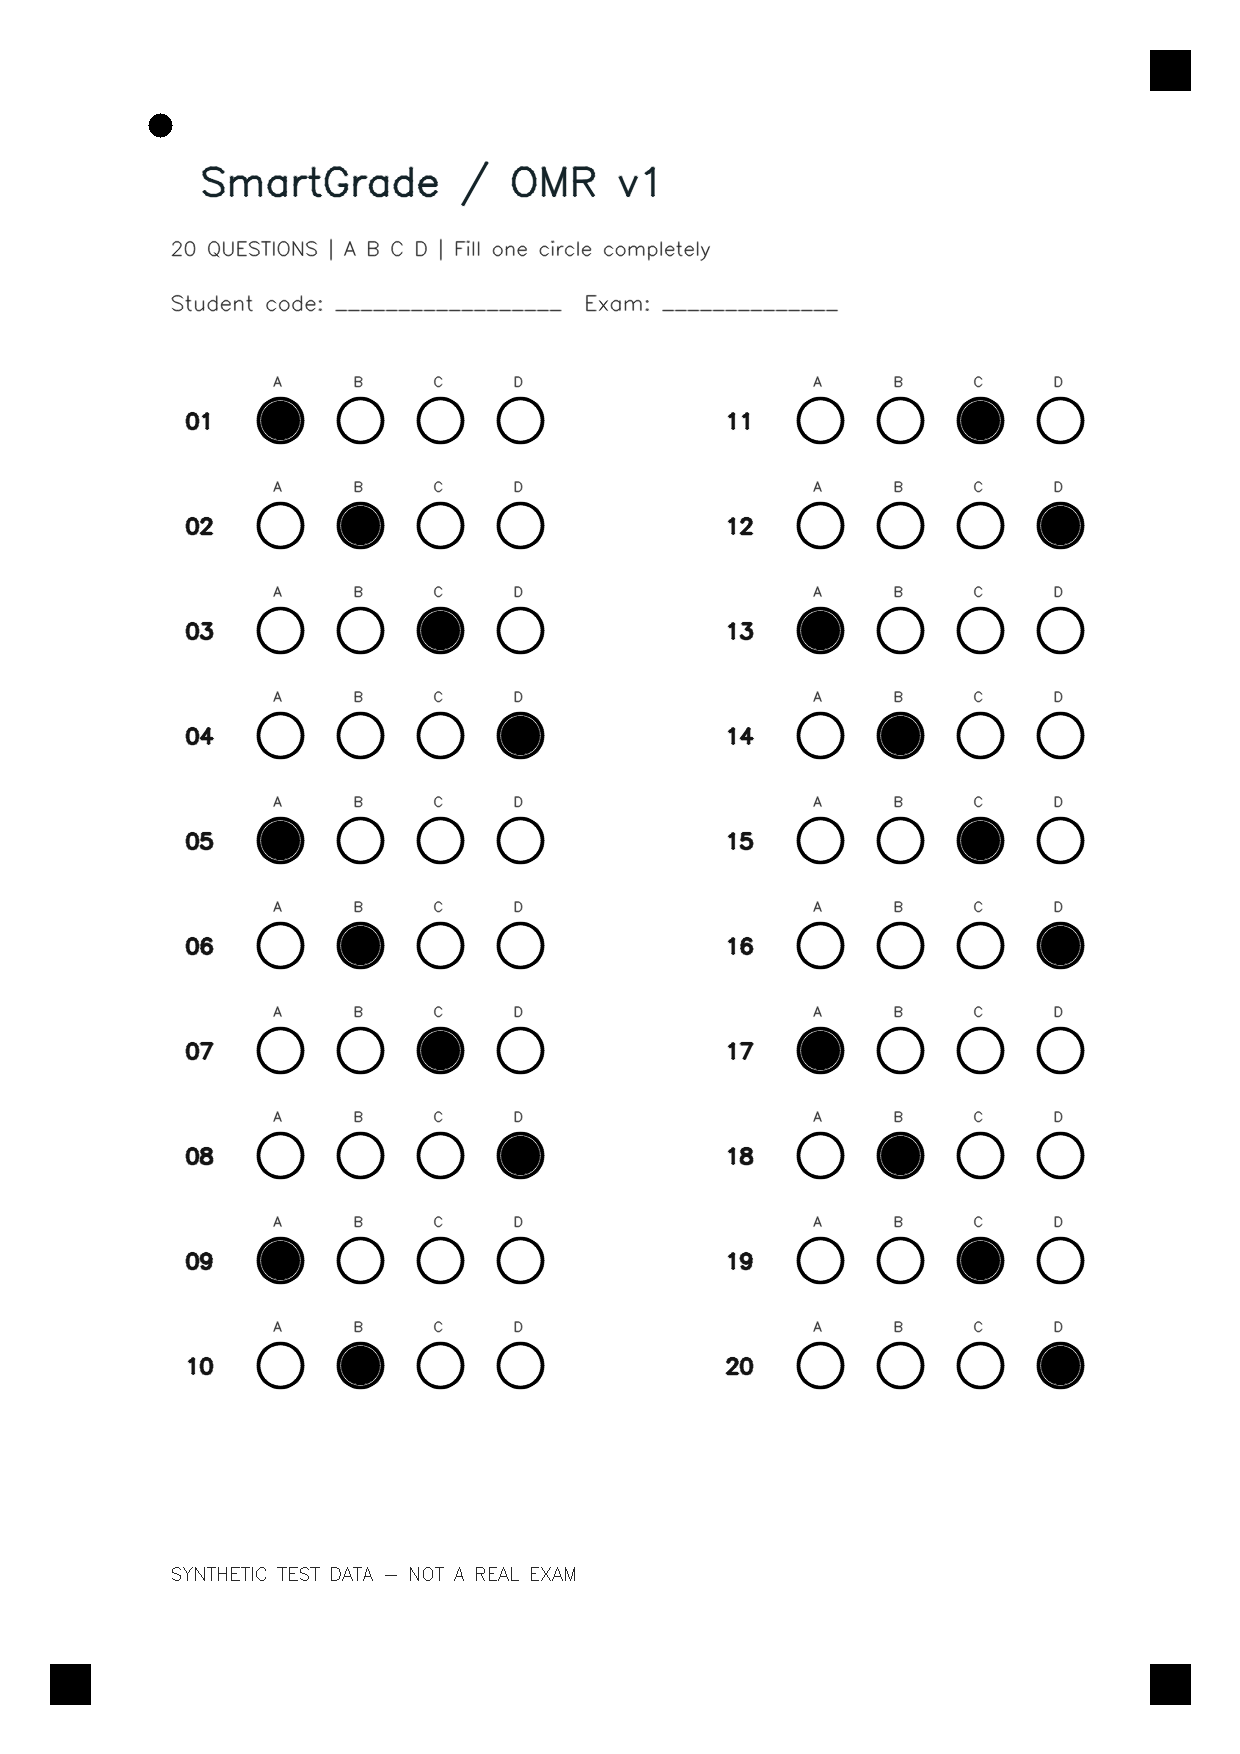 SmartGrade / OMR v1
20 QUESTIONS | A B C D | Fill one circle completely
Student code: __________________ Exam: ______________
A B C D
01
A B C D
02
A B C D
03
A B C D
04
A B C D
05
A B C D
06
A B C D
07
A B C D
08
A B C D
09
A B C D
10
A B C D
11
A B C D
12
A B C D
13
A B C D
14
A B C D
15
A B C D
16
A B C D
17
A B C D
18
A B C D
19
A B C D
20
SYNTHETIC TEST DATA — NOT A REAL EXAM